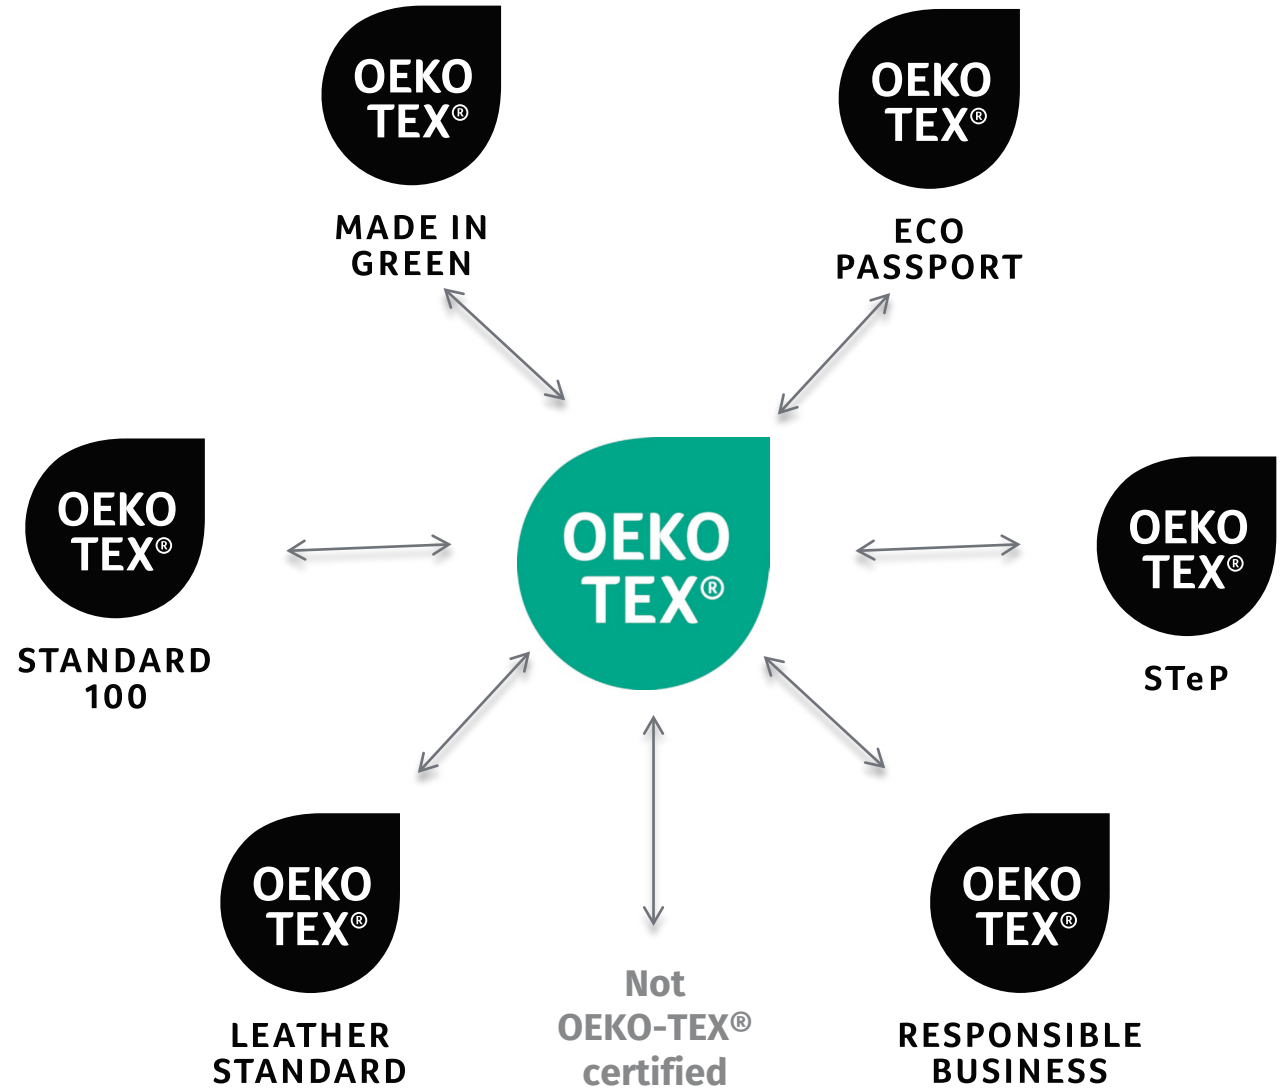 OEKO
TEX®
MADE IN
GREEN
OEKO
TEX®
ECO
PASSPORT
OEKO
TEX®
STANDARD
100
OEKO
TEX®
OEKO
TEX®
STeP
OEKO
TEX®
LEATHER
STANDARD
Not
OEKO-TEX®
certified
OEKO
TEX®
RESPONSIBLE
BUSINESS